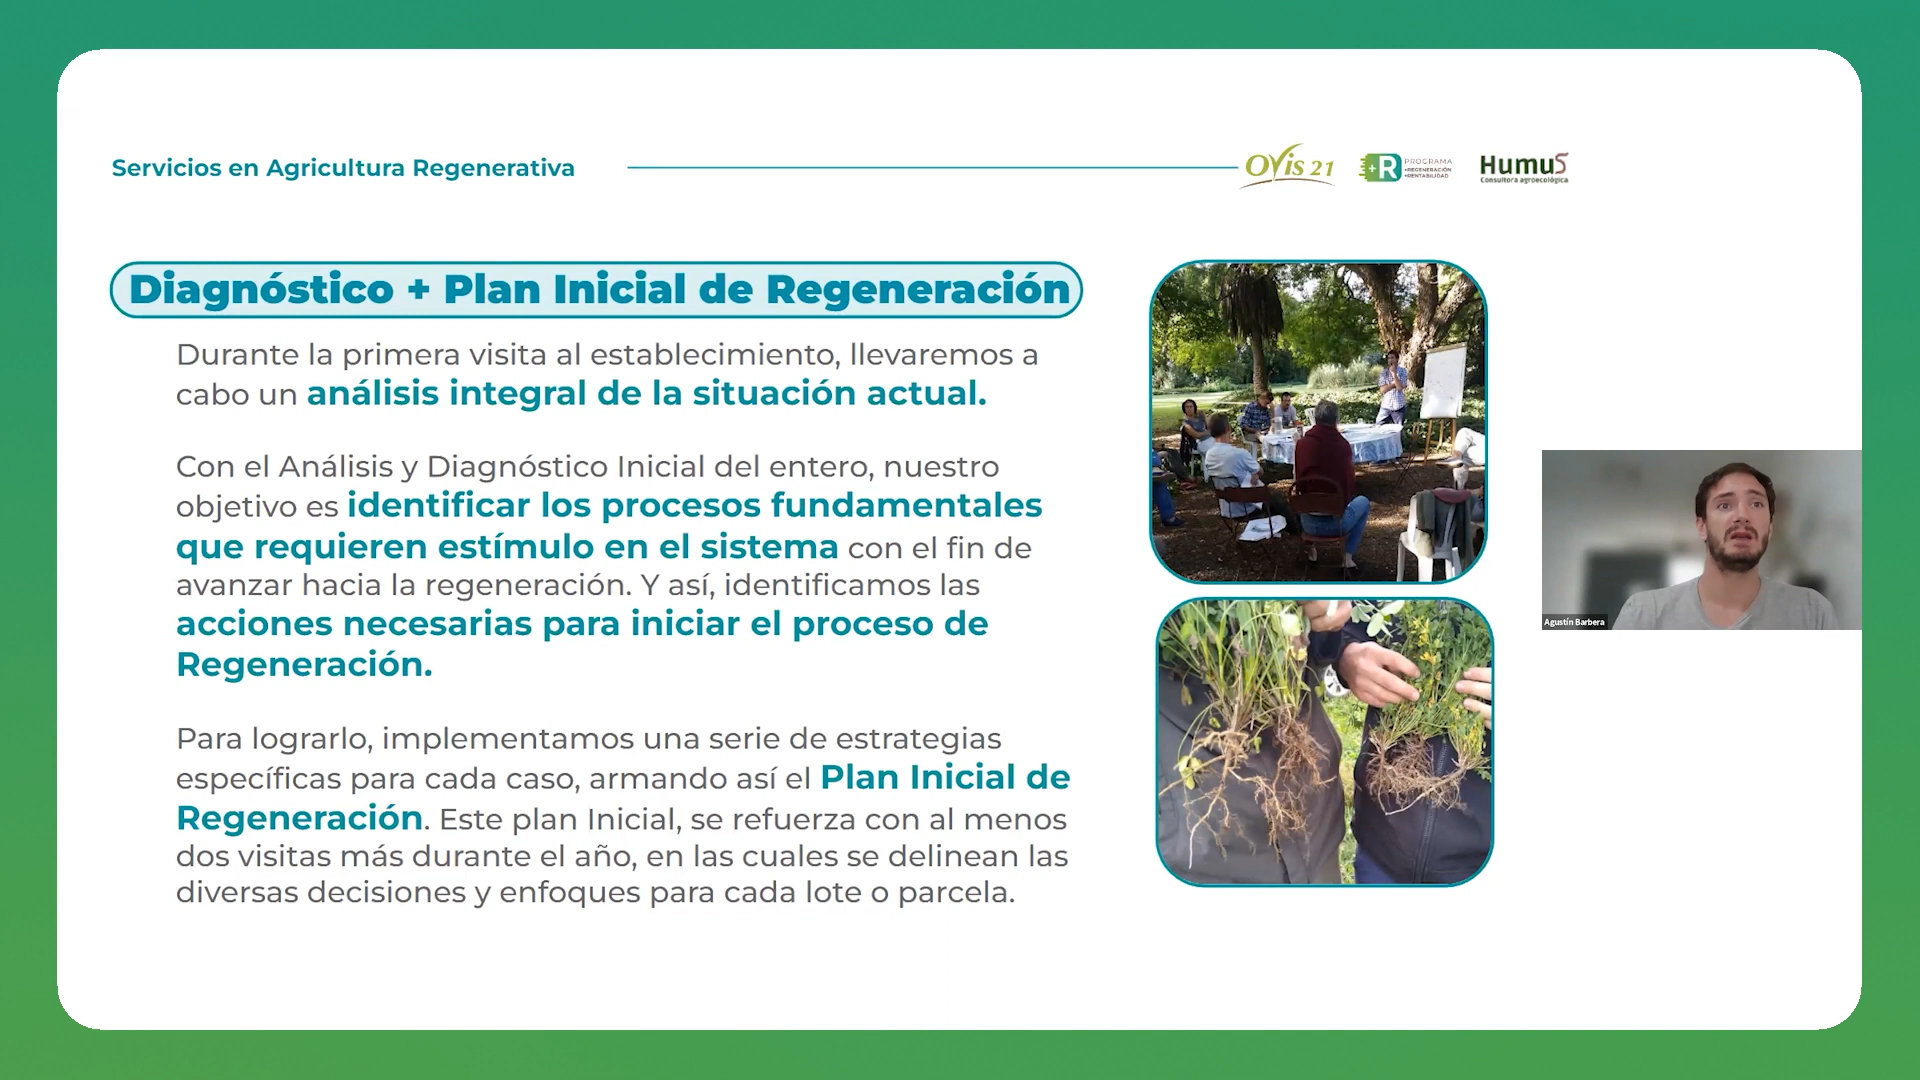 Servicios en Agricultura Regenerativa
OVis 21
+R
PROGRAMA
+REGENERACIÓN
+RENTABILIDAD
HumuS
Consultora agroecológica
Diagnóstico + Plan Inicial de Regeneración
Durante la primera visita al establecimiento, llevaremos a
cabo un análisis integral de la situación actual.
Con el Análisis y Diagnóstico Inicial del entero, nuestro
objetivo es identificar los procesos fundamentales
que requieren estímulo en el sistema con el fin de
avanzar hacia la regeneración. Y así, identificamos las
acciones necesarias para iniciar el proceso de
Regeneración.
Para lograrlo, implementamos una serie de estrategias
específicas para cada caso, armando así el Plan Inicial de
Regeneración. Este plan Inicial, se refuerza con al menos
dos visitas más durante el año, en las cuales se delinean las
diversas decisiones y enfoques para cada lote o parcela.
Agustín Barbera